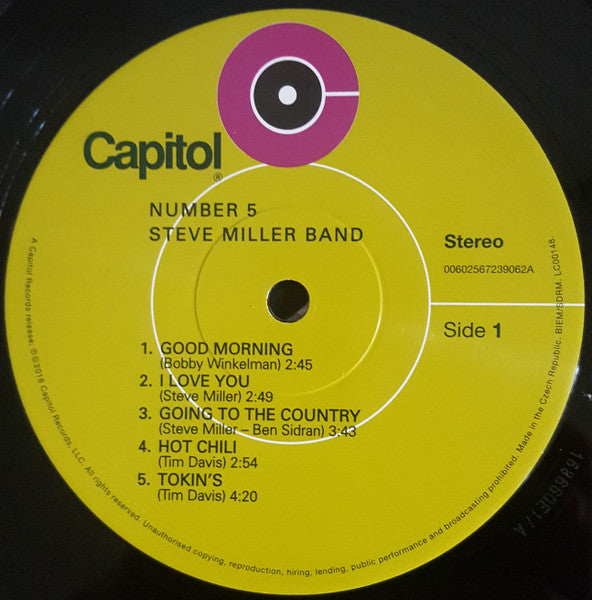 Capitol®
NUMBER 5
STEVE MILLER BAND
Stereo
00602567239062A
Side 1
1. GOOD MORNING
(Bobby Winkelman) 2:45
2. I LOVE YOU
(Steve Miller) 2:49
3. GOING TO THE COUNTRY
(Steve Miller – Ben Sidran) 3:43
4. HOT CHILI
(Tim Davis) 2:54
5. TOKIN'S
(Tim Davis) 4:20
A Capitol Records release; ℗©2018 Capitol Records, LLC. All rights reserved. Unauthorised copying, reproduction, hiring, lending, public performance and broadcasting prohibited. Made in the Czech Republic. BIEM/SDRM. LC00148.